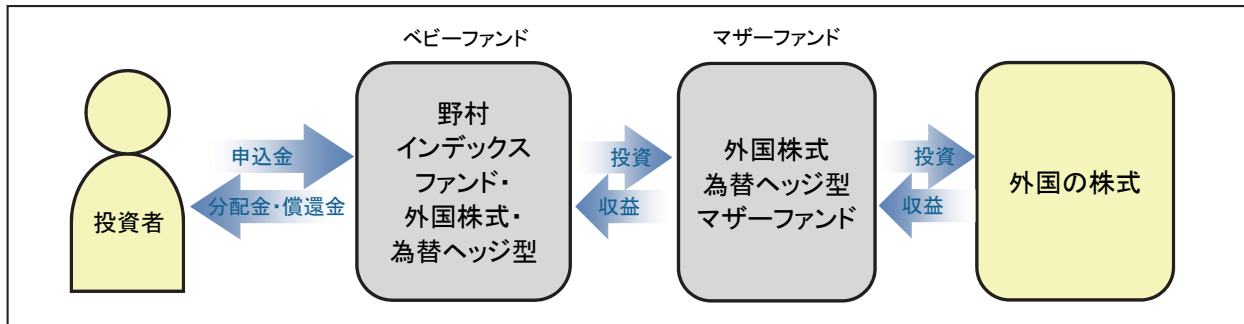 ベビーファンド
マザーファンド
投資者
申込金
分配金・償還金
野村
インデックス
ファンド・
外国株式・
為替ヘッジ型
投資
収益
外国株式
為替ヘッジ型
マザーファンド
投資
収益
外国の株式